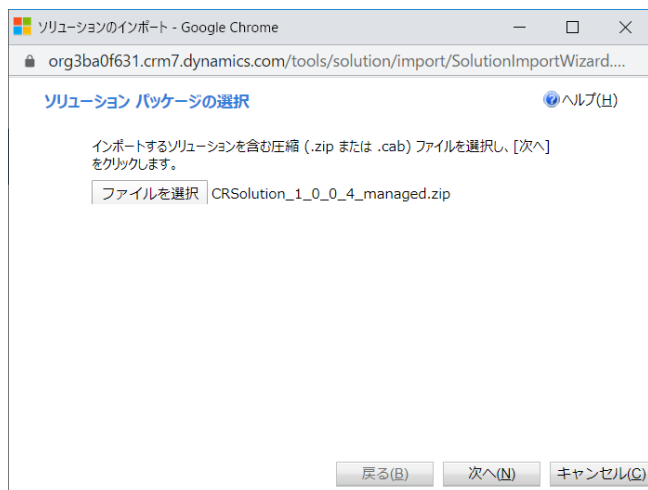 ソリューションのインポート - Google Chrome
org3ba0f631.crm7.dynamics.com/tools/solution/import/SolutionImportWizard....
ソリューション パッケージの選択
ヘルプ(H)
インポートするソリューションを含む圧縮 (.zip または .cab) ファイルを選択し、[次へ]
をクリックします。
ファイルを選択 CRSolution_1_0_0_4_managed.zip
戻る(B) 次へ(N) キャンセル(C)